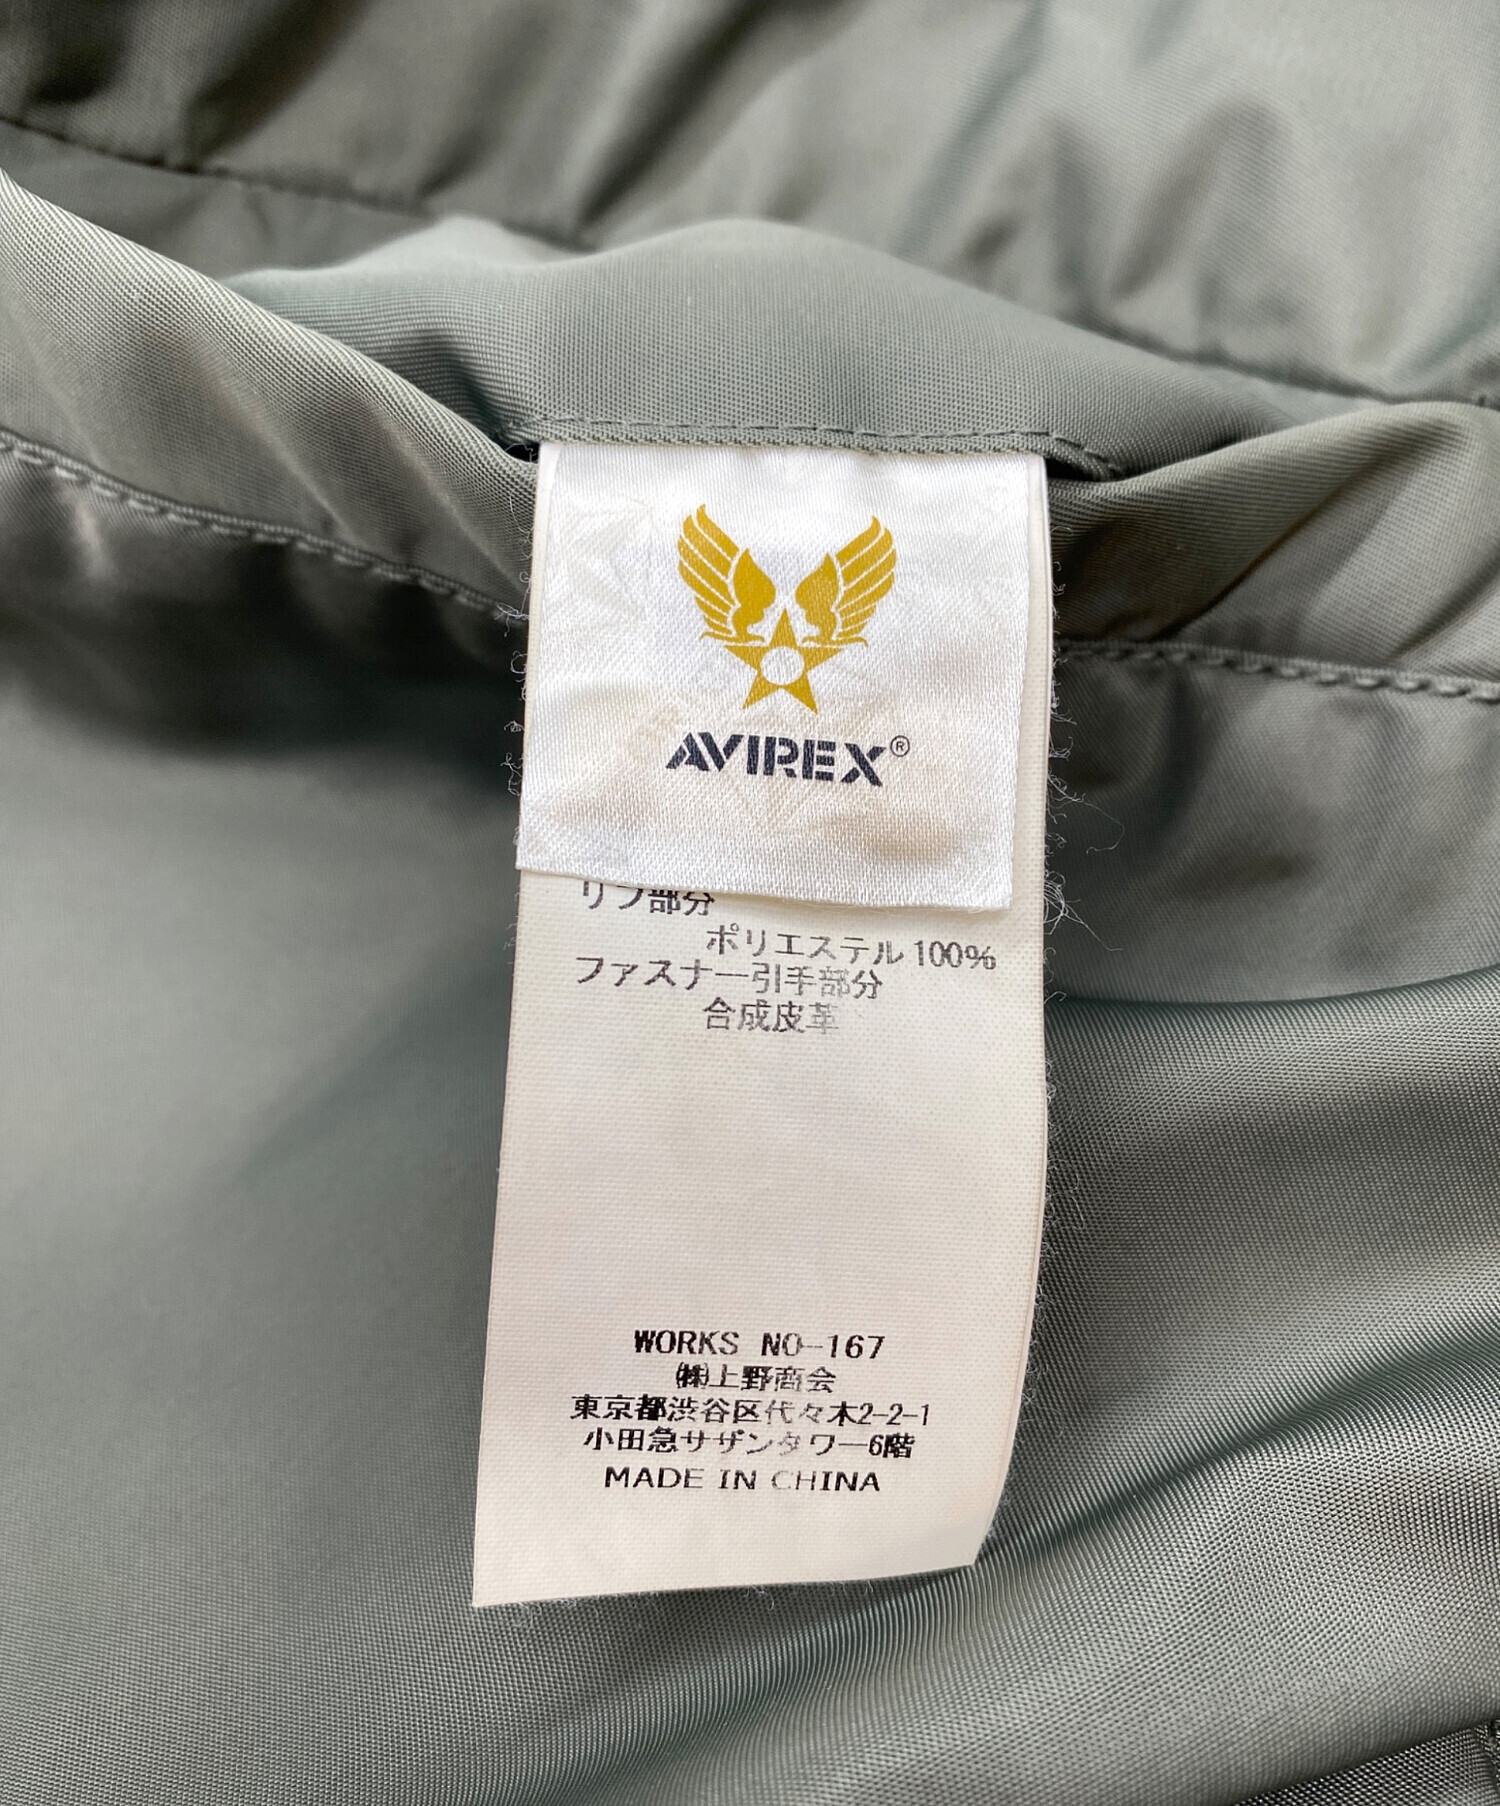 AVIREX®
リブ部分
ポリエステル100%
ファスナー引手部分
合成皮革
WORKS NO-167
㈱上野商会
東京都渋谷区代々木2-2-1
小田急サザンタワー6階
MADE IN CHINA